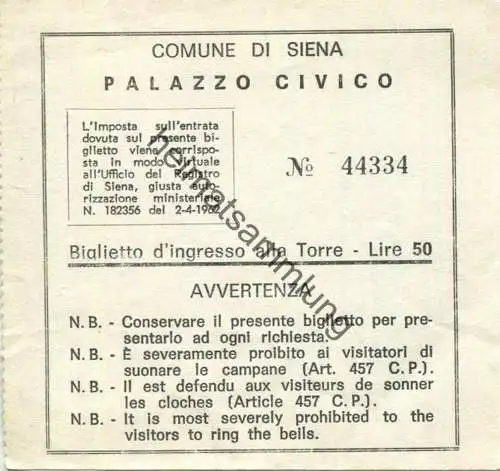 COMUNE DI SIENA
PALAZZO CIVICO
L'Imposta sull'entrata
dovuta sul presente bi-
glietto viene corrispo-
sta in modo virtuale
all'Ufficio del Registro
di Siena, giusta auto-
rizzazione ministeriale
N. 182356 del 2-4-1962
№ 44334
Biglietto d'ingresso alla Torre - Lire 50
AVVERTENZA
N. B. - Conservare il presente biglietto per pre-
sentarlo ad ogni richiesta.
N. B. - È severamente proibito ai visitatori di
suonare le campane (Art. 457 C. P.).
N. B. - Il est defendu aux visiteurs de sonner
les cloches (Article 457 C. P.).
N. B. - It is most severely prohibited to the
visitors to ring the bells.
heimatsammlung